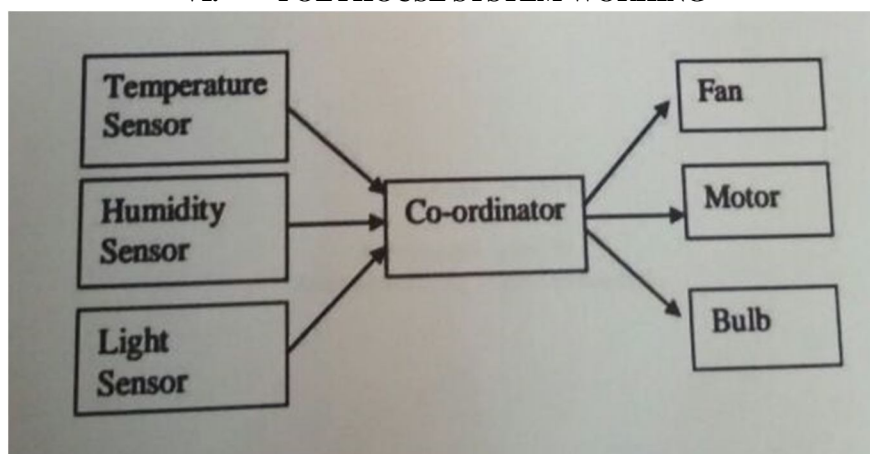 Temperature
Sensor
Humidity
Sensor
Light
Sensor
Co-ordinator
Fan
Motor
Bulb